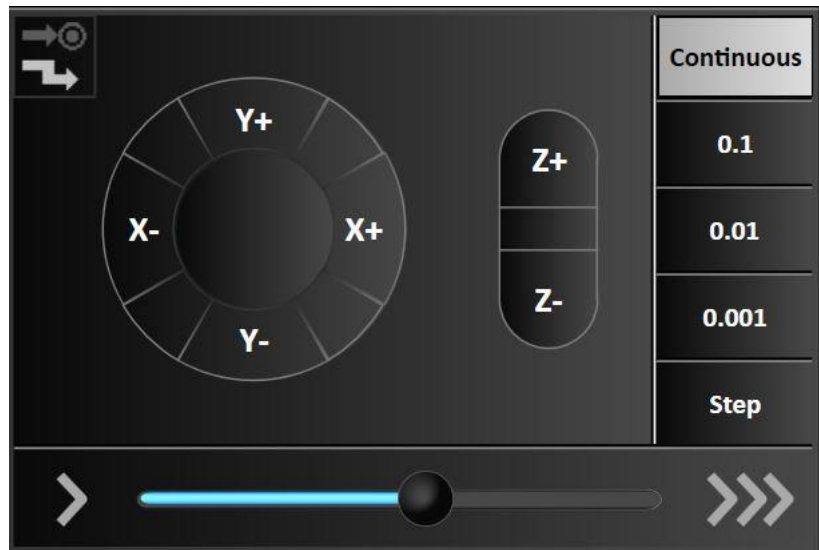 Continuous
Y+
Z+
0.1
X-
X+
0.01
Z-
0.001
Y-
Step